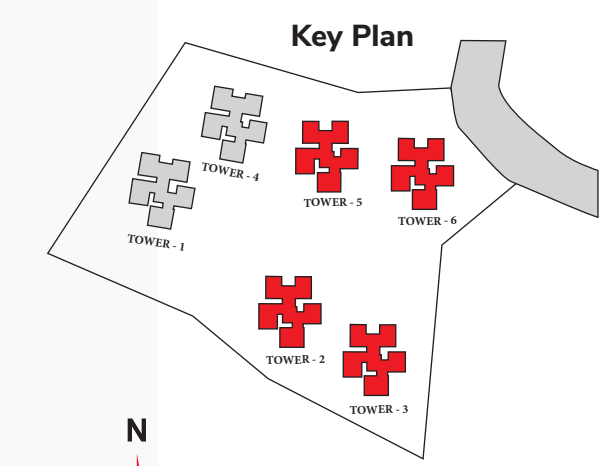 Key Plan
TOWER - 4
TOWER - 5
TOWER - 6
TOWER - 1
TOWER - 2
TOWER - 3
N